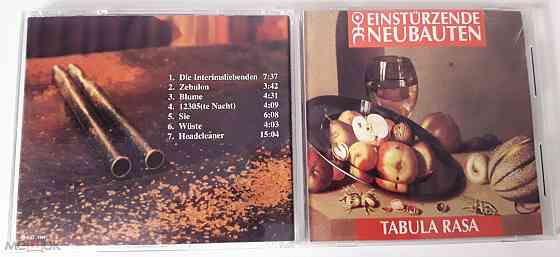 1. Die Interimsliebenden 7:37
2. Zebulon 3:42
3. Blume 4:31
4. 12305(te Nacht) 4:09
5. Sie 6:08
6. Wüste 4:03
7. Headcleaner 15:04
EINSTÜRZENDE
NEUBAUTEN
TABULA RASA